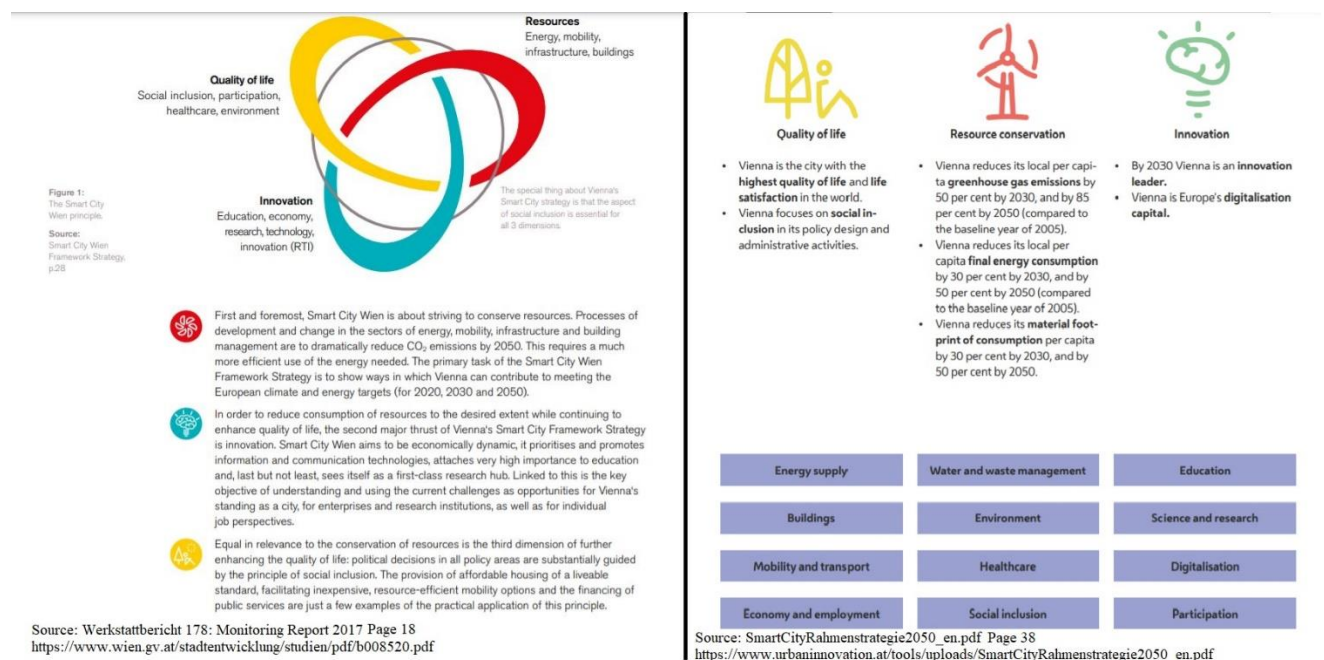 Resources
Energy, mobility,
infrastructure, buildings
Quality of life
Social inclusion, participation,
healthcare, environment
Figure 1:
The Smart City
Wien principle.
Source:
Smart City Wien
Framework Strategy,
p.28
Innovation
Education, economy,
research, technology,
innovation (RTI)
The special thing about Vienna's
Smart City strategy is that the aspect
of social inclusion is essential for
all 3 dimensions.
First and foremost, Smart City Wien is about striving to conserve resources. Processes of
development and change in the sectors of energy, mobility, infrastructure and building
management are to dramatically reduce CO₂ emissions by 2050. This requires a much
more efficient use of the energy needed. The primary task of the Smart City Wien
Framework Strategy is to show ways in which Vienna can contribute to meeting the
European climate and energy targets (for 2020, 2030 and 2050).
In order to reduce consumption of resources to the desired extent while continuing to
enhance quality of life, the second major thrust of Vienna's Smart City Framework Strategy
is innovation. Smart City Wien aims to be economically dynamic, it prioritises and promotes
information and communication technologies, attaches very high importance to education
and, last but not least, sees itself as a first-class research hub. Linked to this is the key
objective of understanding and using the current challenges as opportunities for Vienna's
standing as a city, for enterprises and research institutions, as well as for individual
job perspectives.
Equal in relevance to the conservation of resources is the third dimension of further
enhancing the quality of life: political decisions in all policy areas are substantially guided
by the principle of social inclusion. The provision of affordable housing of a liveable
standard, facilitating inexpensive, resource-efficient mobility options and the financing of
public services are just a few examples of the practical application of this principle.
Source: Werkstattbericht 178: Monitoring Report 2017 Page 18
https://www.wien.gv.at/stadtentwicklung/studien/pdf/b008520.pdf
Quality of life
• Vienna is the city with the
highest quality of life and life
satisfaction in the world.
• Vienna focuses on social in-
clusion in its policy design and
administrative activities.
Resource conservation
• Vienna reduces its local per capi-
ta greenhouse gas emissions by
50 per cent by 2030, and by 85
per cent by 2050 (compared to
the baseline year of 2005).
• Vienna reduces its local per
capita final energy consumption
by 30 per cent by 2030, and by
50 per cent by 2050 (compared
to the baseline year of 2005).
• Vienna reduces its material foot-
print of consumption per capita
by 30 per cent by 2030, and by
50 per cent by 2050.
Innovation
• By 2030 Vienna is an innovation
leader.
• Vienna is Europe's digitalisation
capital.
Energy supply
Water and waste management
Education
Buildings
Environment
Science and research
Mobility and transport
Healthcare
Digitalisation
Economy and employment
Social inclusion
Participation
Source: SmartCityRahmenstrategie2050_en.pdf Page 38
https://www.urbaninnovation.at/tools/uploads/SmartCityRahmenstrategie2050_en.pdf